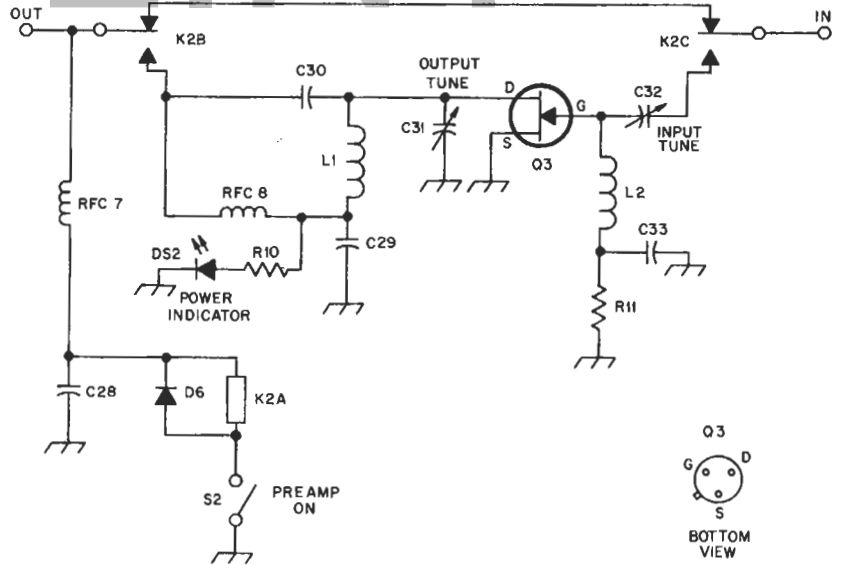 OUT
IN
K2B
K2C
C30
OUTPUT
TUNE
C32
D
G
C31
S
INPUT
TUNE
Q3
L1
L2
RFC 7
RFC 8
C33
C29
DS2
R10
POWER
INDICATOR
R11
C28
D6
K2A
S2
PREAMP
ON
Q3
G
D
S
BOTTOM
VIEW